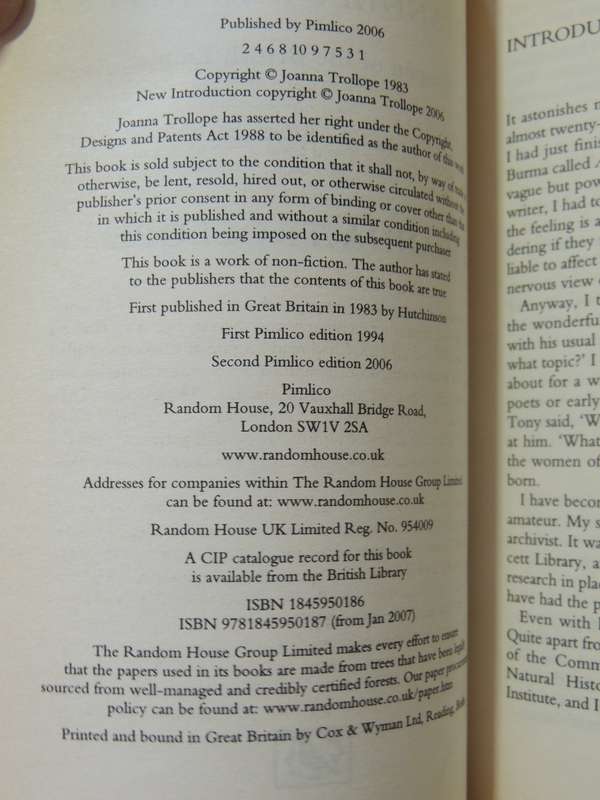 Published by Pimlico 2006
2 4 6 8 10 9 7 5 3 1
Copyright © Joanna Trollope 1983
New Introduction copyright © Joanna Trollope 2006
Joanna Trollope has asserted her right under the Copyright,
Designs and Patents Act 1988 to be identified as the author of this work
This book is sold subject to the condition that it shall not, by way of trade or
otherwise, be lent, resold, hired out, or otherwise circulated without the
publisher's prior consent in any form of binding or cover other than that
in which it is published and without a similar condition including
this condition being imposed on the subsequent purchaser
This book is a work of non-fiction. The author has stated
to the publishers that the contents of this book are true
First published in Great Britain in 1983 by Hutchinson
First Pimlico edition 1994
Second Pimlico edition 2006
Pimlico
Random House, 20 Vauxhall Bridge Road,
London SW1V 2SA
www.randomhouse.co.uk
Addresses for companies within The Random House Group Limited
can be found at: www.randomhouse.co.uk
Random House UK Limited Reg. No. 954009
A CIP catalogue record for this book
is available from the British Library
ISBN 1845950186
ISBN 9781845950187 (from Jan 2007)
The Random House Group Limited makes every effort to ensure
that the papers used in its books are made from trees that have been legally
sourced from well-managed and credibly certified forests. Our paper procurement
policy can be found at: www.randomhouse.co.uk/paper.htm
Printed and bound in Great Britain by Cox & Wyman Ltd, Reading,
INTRODU
It astonishes
almost twenty-
I had just finis
Burma called
vague but pow
writer, I had to
the feeling is a
dering if they
liable to affect
nervous view
Anyway, I t
the wonderfu
with his usual
what topic?' I
about for a w
poets or early
Tony said, 'W
at him. 'What
the women of
born.
I have becom
amateur. My s
archivist. It wa
cett Library, a
research in plac
have had the p
Even with
Quite apart fro
of the Comm
Natural Histo
Institute, and I